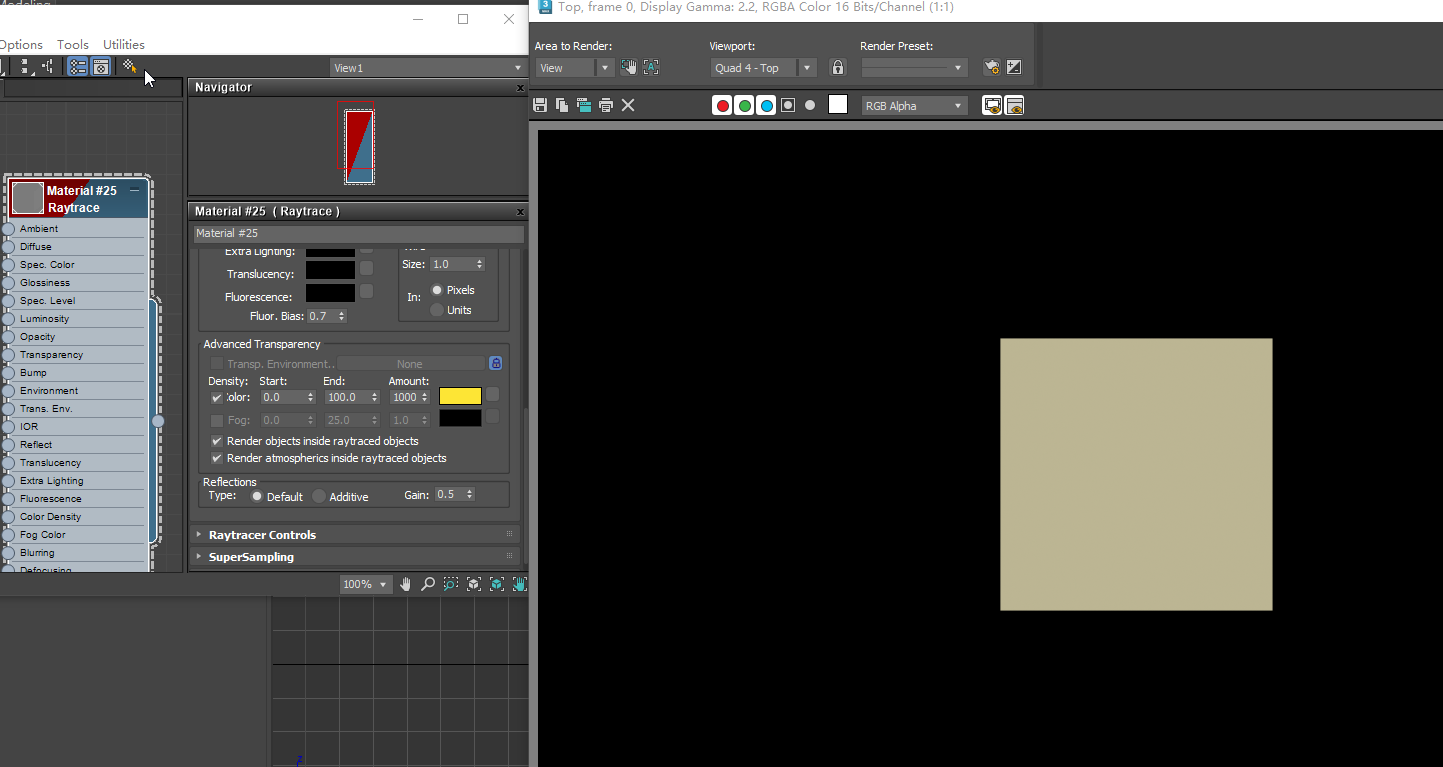 Top, frame 0, Display Gamma: 2.2, RGBA Color 16 Bits/Channel (1:1)
Options Tools Utilities
View1
Area to Render:
View
Viewport:
Quad 4 - Top
Render Preset:
RGB Alpha
Navigator
Material #25
Raytrace
Ambient
Diffuse
Spec. Color
Glossiness
Spec. Level
Luminosity
Opacity
Transparency
Bump
Environment
Trans. Env.
IOR
Reflect
Translucency
Extra Lighting
Fluorescence
Color Density
Fog Color
Blurring
Defocusing
Material #25 ( Raytrace )
Material #25
Extra Lighting:
Translucency:
Fluorescence:
Fluor. Bias: 0.7
Size: 1.0
In: Pixels
Units
Advanced Transparency
Transp. Environment.. None
Density: Start: End: Amount:
Color: 0.0 100.0 1000
Fog: 0.0 25.0 1.0
Render objects inside raytraced objects
Render atmospherics inside raytraced objects
Reflections
Type: Default Additive Gain: 0.5
Raytracer Controls
SuperSampling
100%